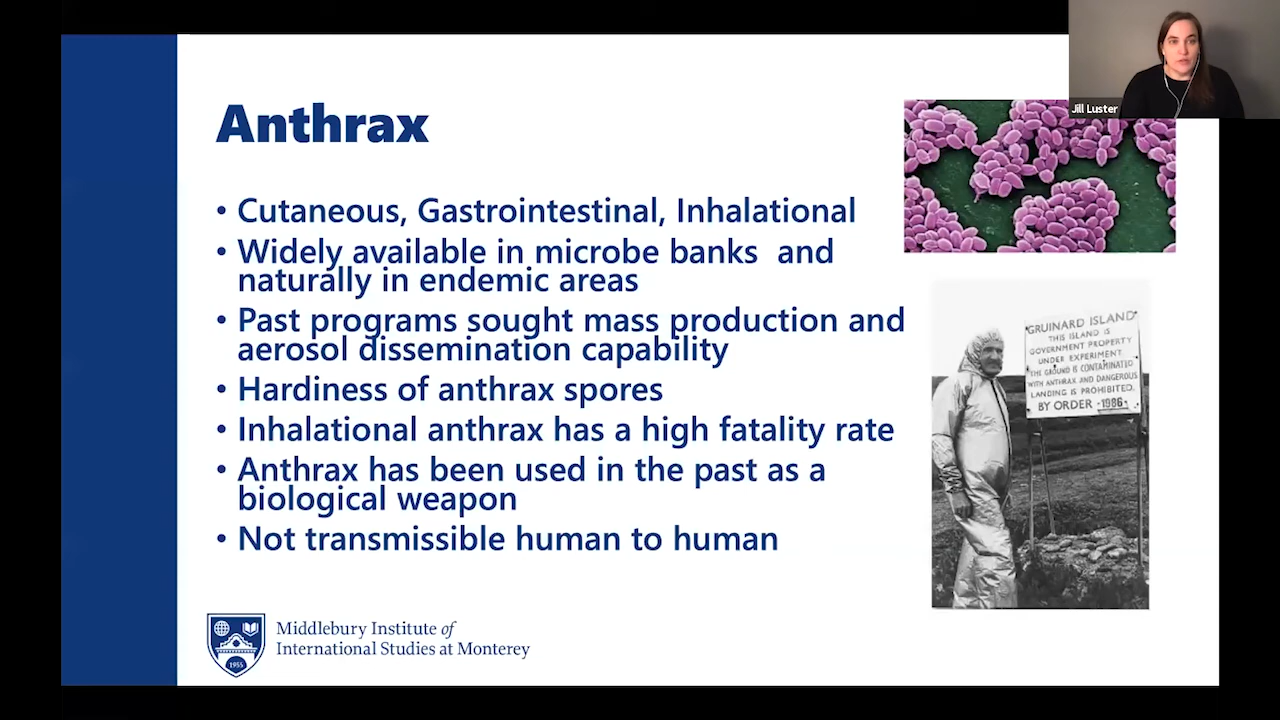 Jill Luster
Anthrax
• Cutaneous, Gastrointestinal, Inhalational
• Widely available in microbe banks and
naturally in endemic areas
• Past programs sought mass production and
aerosol dissemination capability
• Hardiness of anthrax spores
• Inhalational anthrax has a high fatality rate
• Anthrax has been used in the past as a
biological weapon
• Not transmissible human to human
GRUINARD ISLAND
THIS ISLAND IS
GOVERNMENT PROPERTY
UNDER EXPERIMENT
THE GROUND IS CONTAMINATED
WITH ANTHRAX AND DANGEROUS
LANDING IS PROHIBITED.
BY ORDER -1986-
1955
Middlebury Institute of
International Studies at Monterey